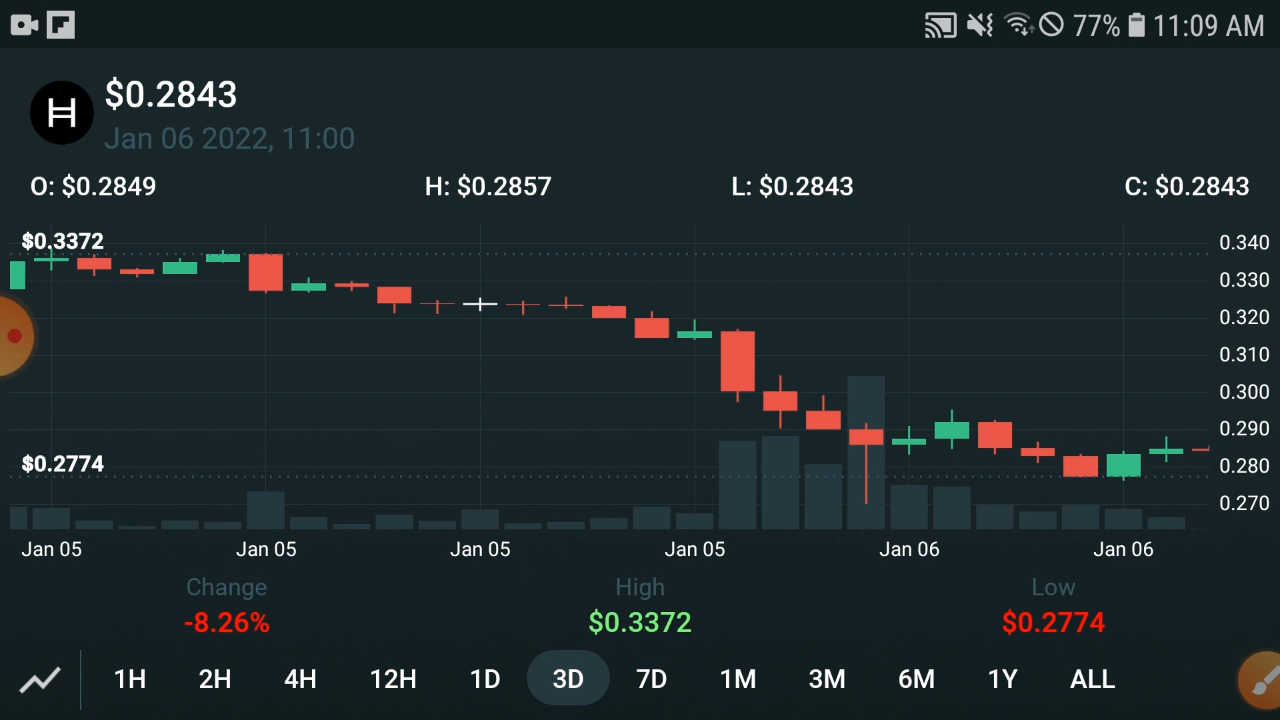 77% 11:09 AM
$0.2843
Jan 06 2022, 11:00
O: $0.2849 H: $0.2857 L: $0.2843 C: $0.2843
$0.3372
0.340
0.330
0.320
0.310
0.300
0.290
$0.2774
0.280
0.270
Jan 05 Jan 05 Jan 05 Jan 05 Jan 06 Jan 06
Change High Low
-8.26% $0.3372 $0.2774
1H 2H 4H 12H 1D 3D 7D 1M 3M 6M 1Y ALL